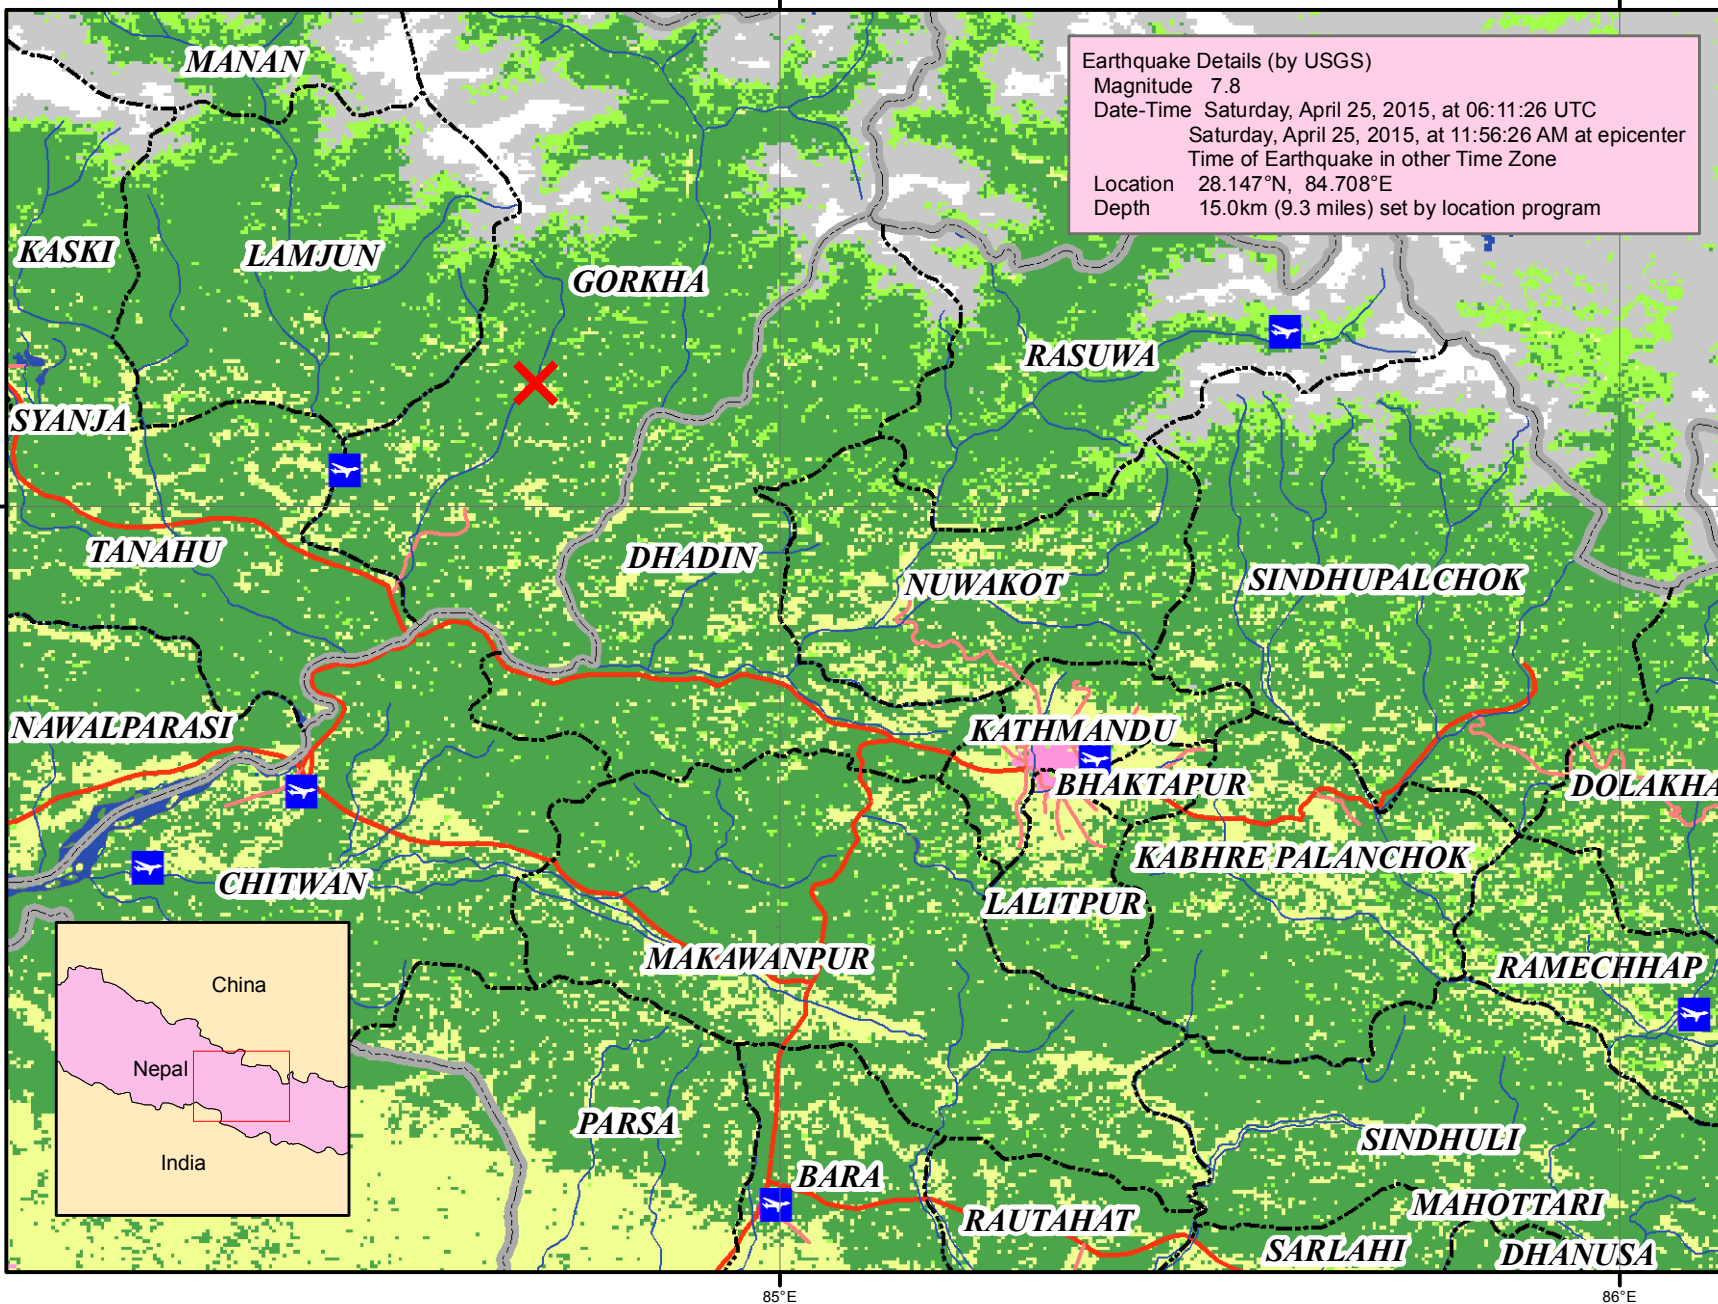 MANAN
Earthquake Details (by USGS)
Magnitude 7.8
Date-Time Saturday, April 25, 2015, at 06:11:26 UTC
Saturday, April 25, 2015, at 11:56:26 AM at epicenter
Time of Earthquake in other Time Zone
Location 28.147°N, 84.708°E
Depth 15.0km (9.3 miles) set by location program
KASKI
LAMJUN
GORKHA
RASUWA
SYANJA
TANAHU
DHADIN
NUWAKOT
SINDHUPALCHOK
NAWALPARASI
KATHMANDU
BHAKTAPUR
DOLAKHA
KABHRE PALANCHOK
CHITWAN
LALITPUR
MAKAWANPUR
RAMECHHAP
China
Nepal
India
PARSA
SINDHULI
BARA
MAHOTTARI
RAUTAHAT
SARLAHI
DHANUSA
85°E
86°E